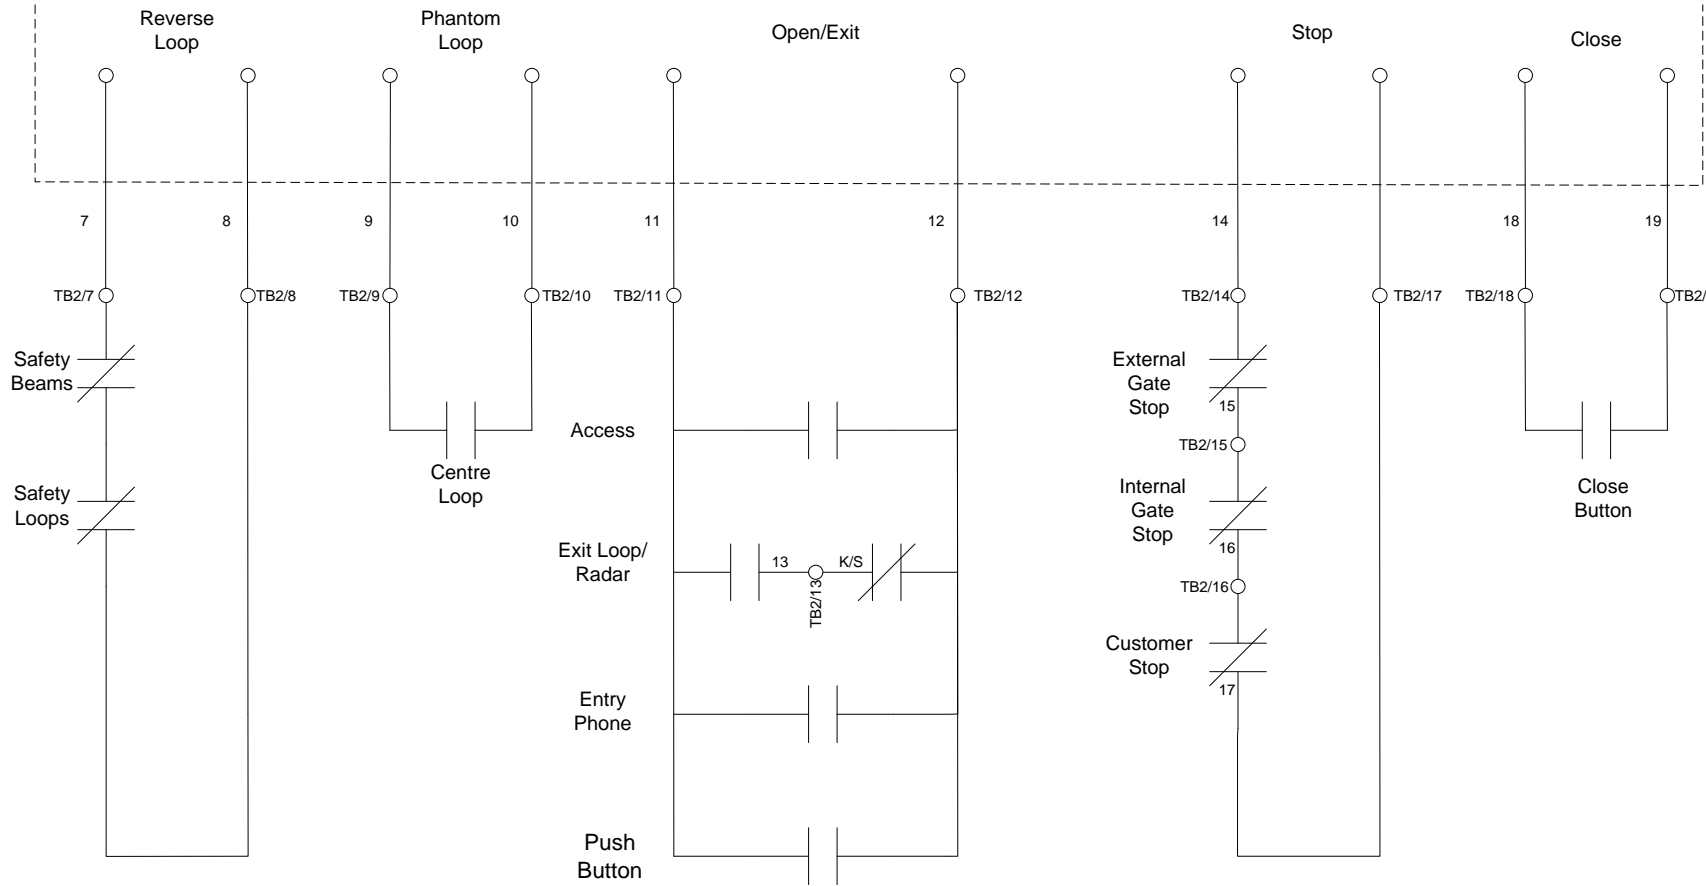 Reverse
Loop
Phantom
Loop
Open/Exit
Stop
Close
7
8
9
10
11
12
14
18
19
TB2/7
TB2/8
TB2/9
TB2/10
TB2/11
TB2/12
TB2/14
TB2/17
TB2/18
TB2/
Safety
Beams
External
Gate
Stop
15
Access
TB2/15
Centre
Loop
Safety
Loops
Internal
Gate
Stop
16
Close
Button
Exit Loop/
Radar
13
K/S
TB2/13
TB2/16
Customer
Stop
17
Entry
Phone
Push
Button